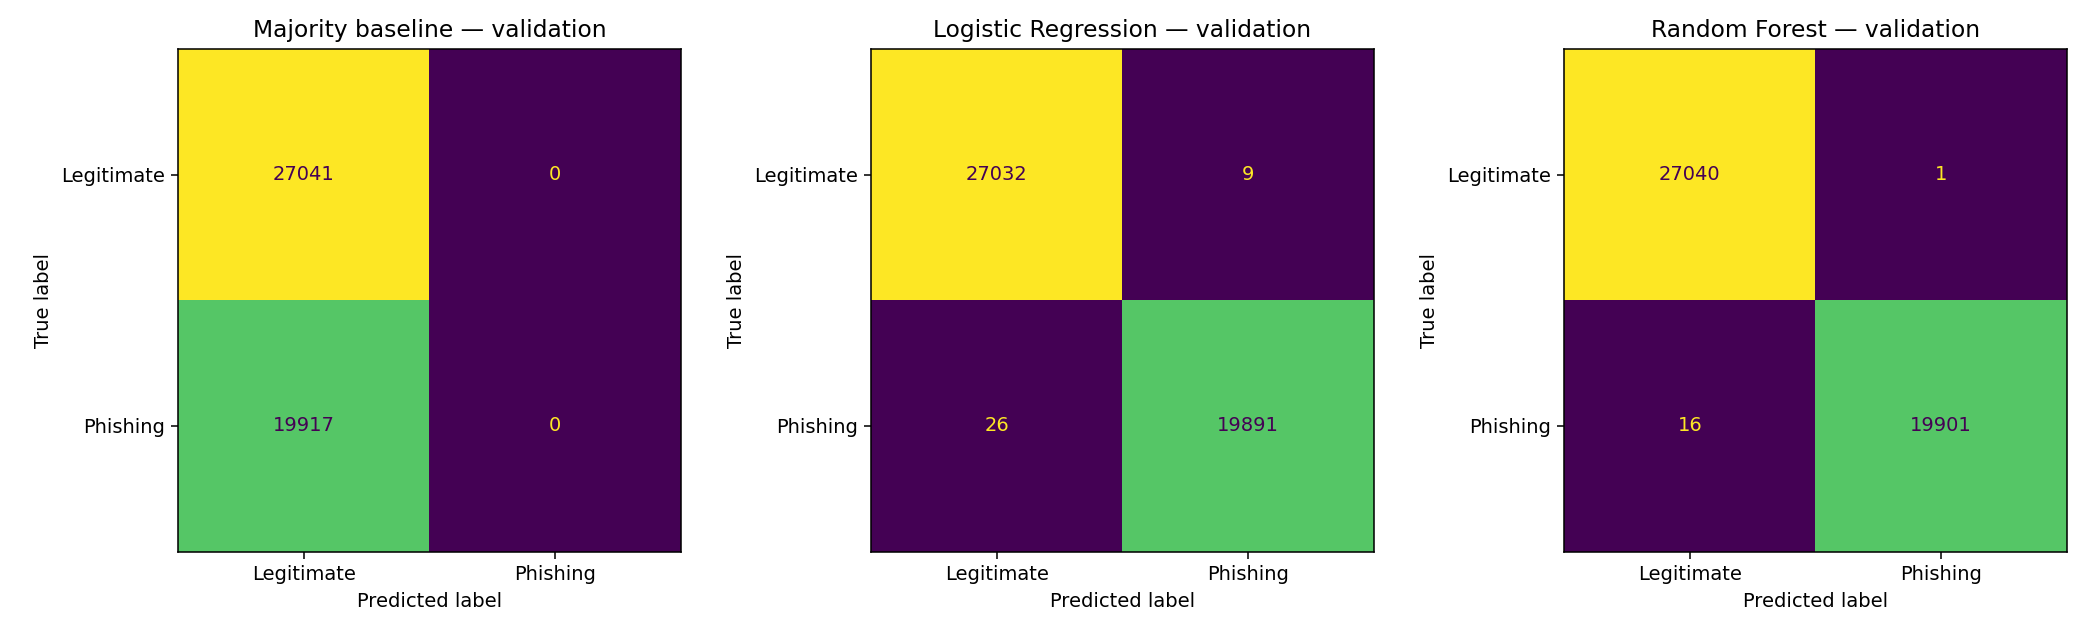 Majority baseline — validation
Legitimate
27041
0
Phishing
19917
0
True label
Legitimate
Phishing
Predicted label
Logistic Regression — validation
Legitimate
27032
9
Phishing
26
19891
True label
Legitimate
Phishing
Predicted label
Random Forest — validation
Legitimate
27040
1
Phishing
16
19901
True label
Legitimate
Phishing
Predicted label